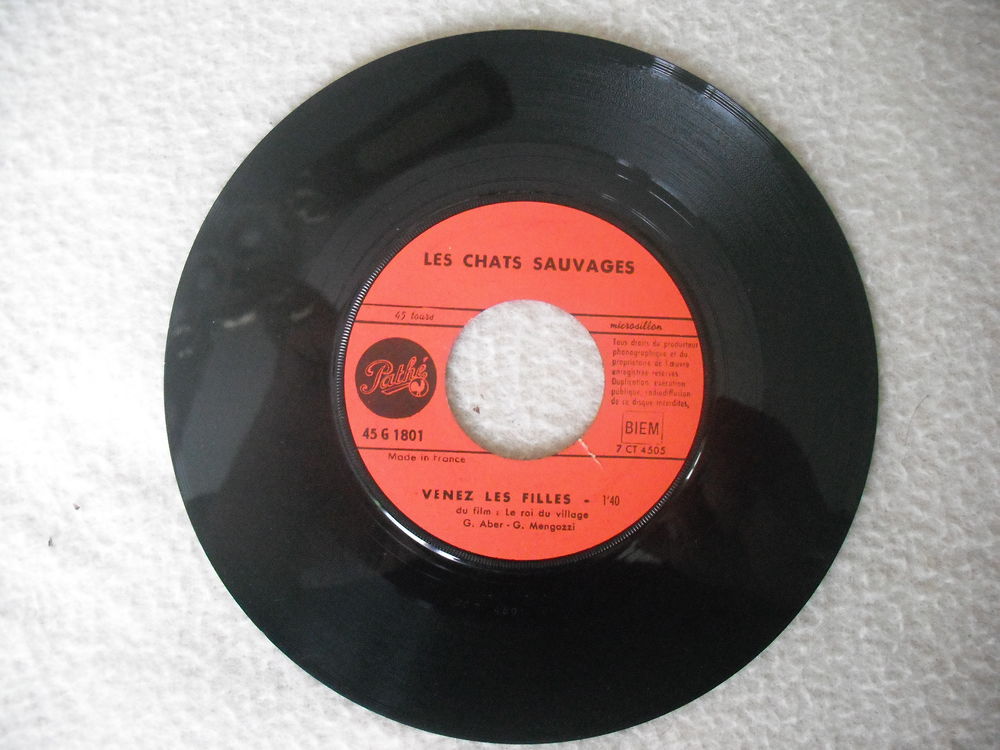 LES CHATS SAUVAGES
45 tours
microsillon
Tous droits du producteur
phonographique et du
propriétaire de l'œuvre
enregistrée réservés.
Duplication exécution
publique, radiodiffusion
de ce disque interdites.
Pathé
BIEM
45 G 1801
7 CT 4505
Made in France
VENEZ LES FILLES - 1'40
du film : Le roi du village
G. Aber - G. Mengozzi